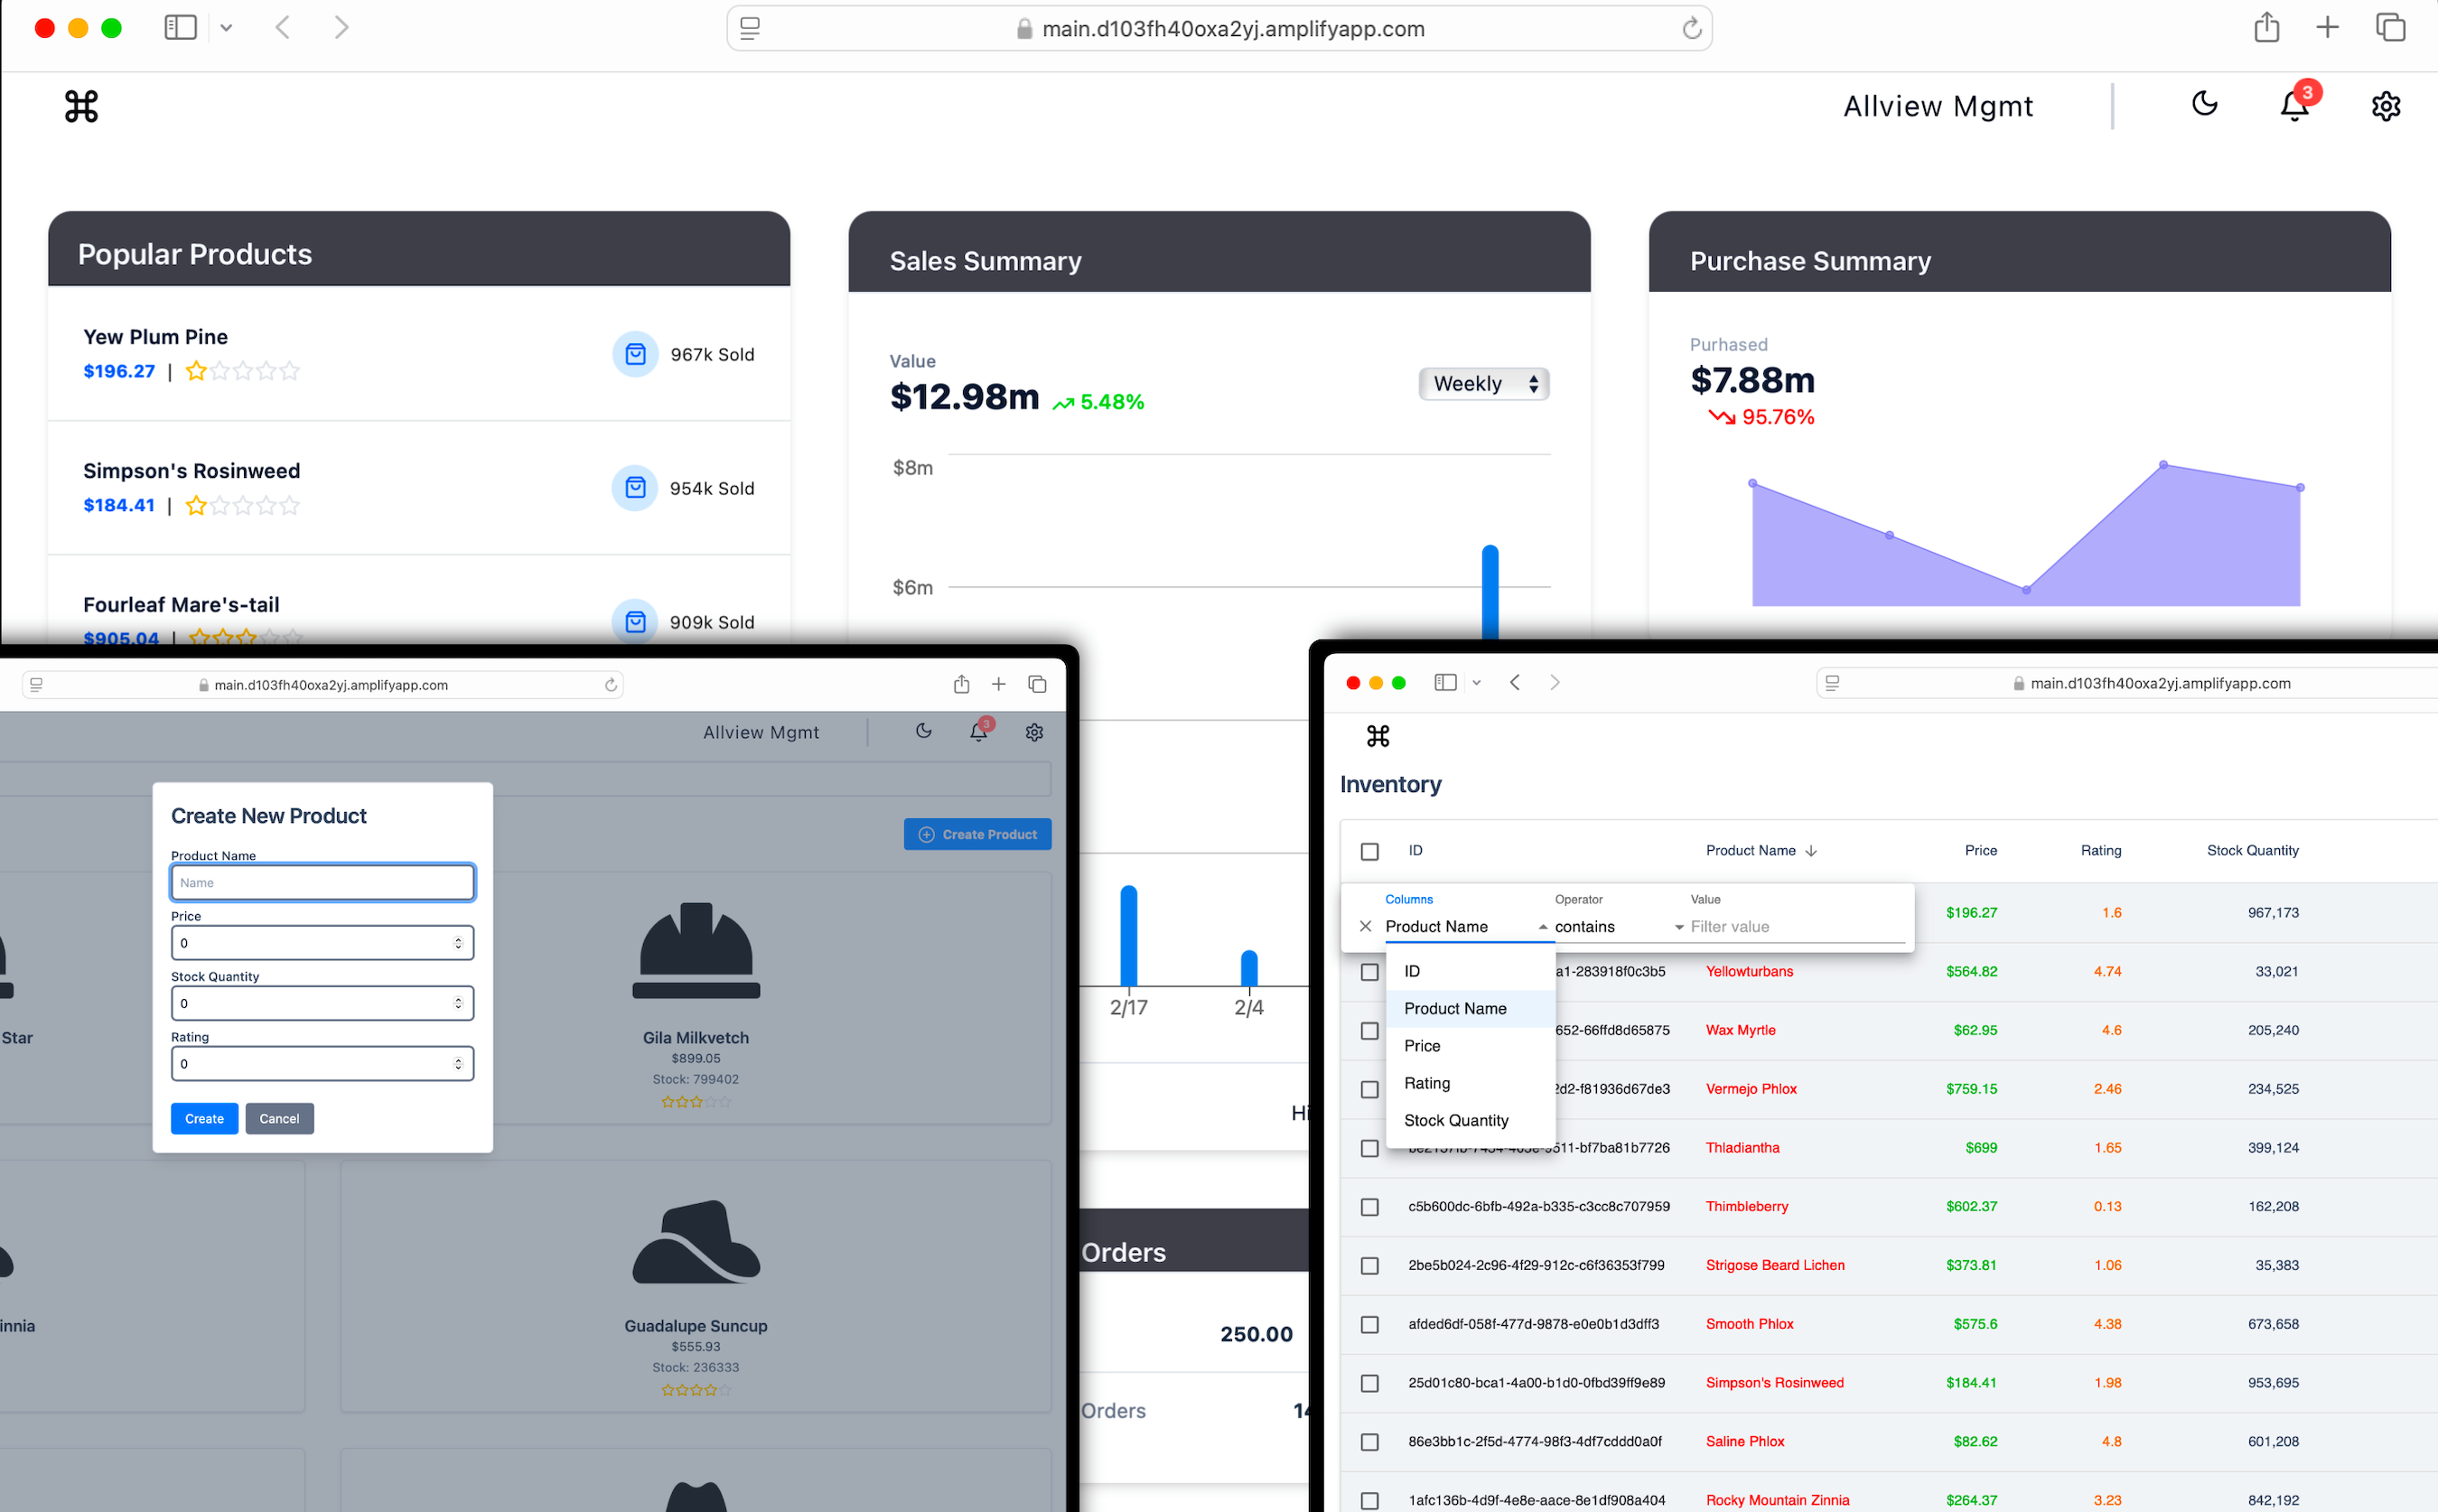 main.d103fh40oxa2yj.amplifyapp.com
Allview Mgmt
3
Popular Products
Yew Plum Pine
$196.27 |
967k Sold
Simpson's Rosinweed
$184.41 |
954k Sold
Fourleaf Mare's-tail
$905.04 |
909k Sold
Sales Summary
Value
$12.98m 5.48%
Weekly
$8m
$6m
2/17
2/4
Hi
Orders
250.00
Orders
14
Purchase Summary
Purhased
$7.88m
95.76%
main.d103fh40oxa2yj.amplifyapp.com
Allview Mgmt
3
Create Product
Create New Product
Product Name
Name
Price
0
Stock Quantity
0
Rating
0
Create
Cancel
Star
Gila Milkvetch
$899.05
Stock: 799402
innia
Guadalupe Suncup
$555.93
Stock: 236333
main.d103fh40oxa2yj.amplifyapp.com
Inventory
ID Product Name Price Rating Stock Quantity
Columns Operator Value
Product Name contains Filter value
ID
Product Name
Price
Rating
Stock Quantity
$196.27 1.6 967,173
a1-283918f0c3b5 Yellowturbans $564.82 4.74 33,021
652-66ffd8d65875 Wax Myrtle $62.95 4.6 205,240
2d2-f81936d67de3 Vermejo Phlox $759.15 2.46 234,525
511-bf7ba81b7726 Thladiantha $699 1.65 399,124
c5b600dc-6bfb-492a-b335-c3cc8c707959 Thimbleberry $602.37 0.13 162,208
2be5b024-2c96-4f29-912c-c6f36353f799 Strigose Beard Lichen $373.81 1.06 35,383
afded6df-058f-477d-9878-e0e0b1d3dff3 Smooth Phlox $575.6 4.38 673,658
25d01c80-bca1-4a00-b1d0-0fbd39ff9e89 Simpson's Rosinweed $184.41 1.98 953,695
86e3bb1c-2f5d-4774-98f3-4df7cddd0a0f Saline Phlox $82.62 4.8 601,208
1afc136b-4d9f-4e8e-aace-8e1df908a404 Rocky Mountain Zinnia $264.37 3.23 842,192